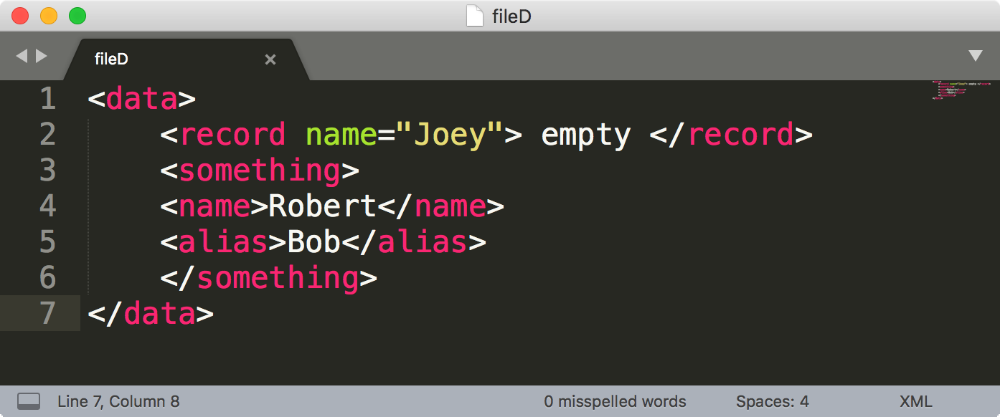 fileD
fileD ×
1 <data>
2     <record name="Joey"> empty </record>
3     <something>
4     <name>Robert</name>
5     <alias>Bob</alias>
6     </something>
7 </data>
Line 7, Column 8 0 misspelled words Spaces: 4 XML